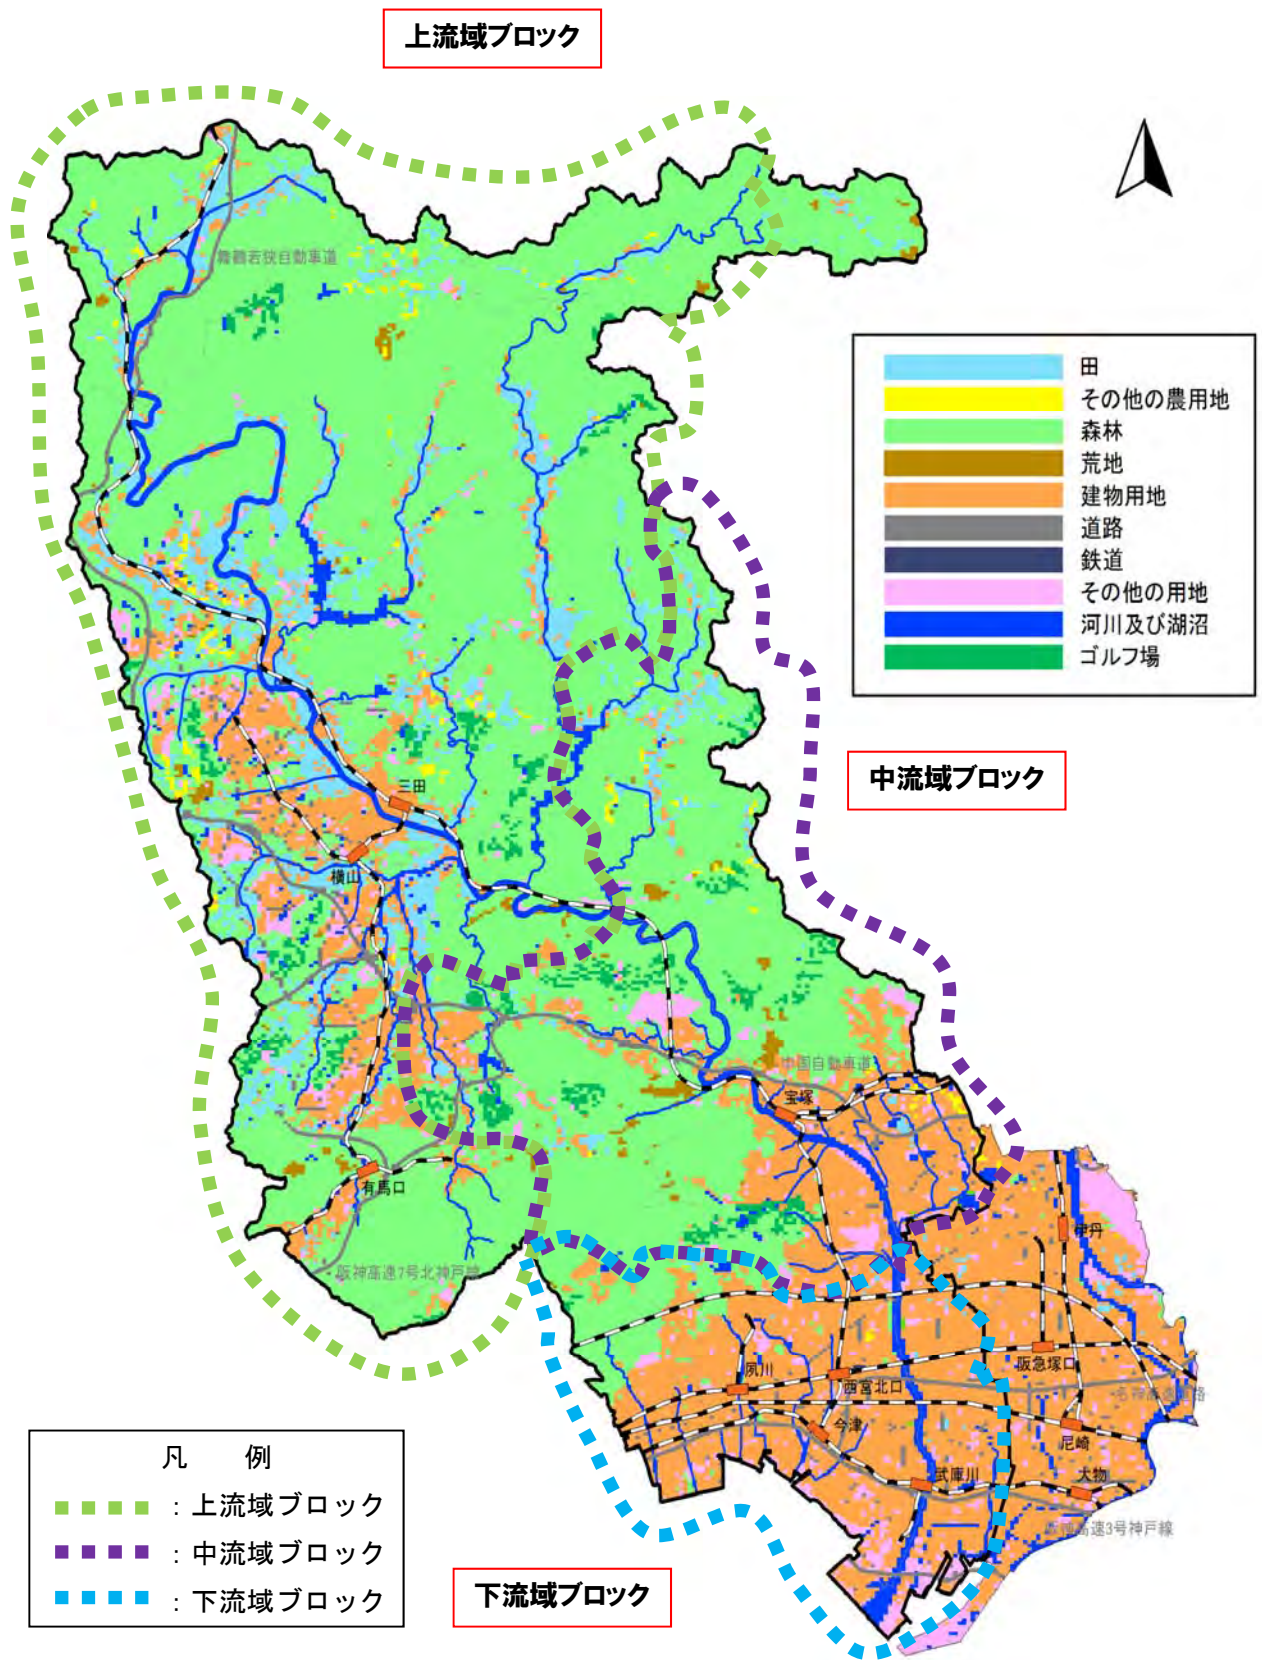 上流域ブロック
舞鶴若狭自動車道
田
その他の農用地
森林
荒地
建物用地
道路
鉄道
その他の用地
河川及び湖沼
ゴルフ場
中流域ブロック
三田
横山
中国自動車道
宝塚
有馬口
伊丹
阪神高速7号北神戸線
阪急塚口
夙川
西宮北口
名神高速道路
今津
尼崎
武庫川
大物
阪神高速3号神戸線
凡 例
：上流域ブロック
：中流域ブロック
：下流域ブロック
下流域ブロック